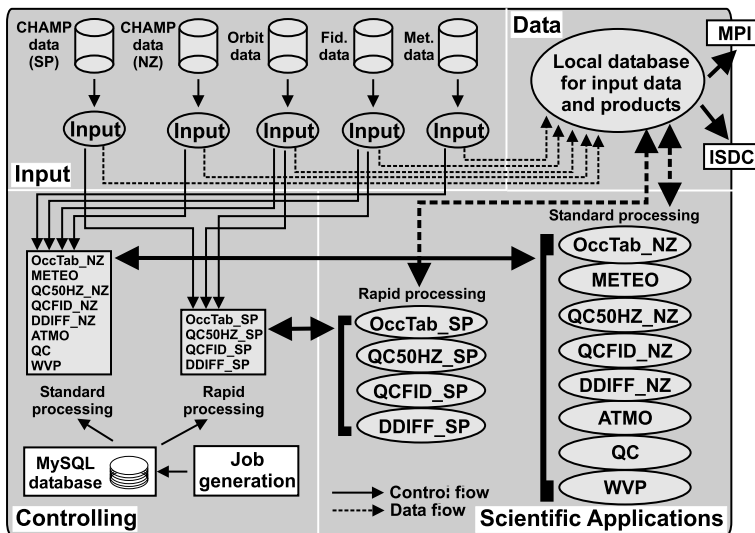 CHAMP
data
(SP)
CHAMP
data
(NZ)
Orbit
data
Fid.
data
Met.
data
Data
MPI
Local database
for input data
and products
ISDC
Input
Input
Input
Input
Input
Input
Standard processing
OccTab_NZ
METEO
QC50HZ_NZ
QCFID_NZ
DDIFF_NZ
ATMO
QC
WVP
OccTab_SP
QC50HZ_SP
QCFID_SP
DDIFF_SP
Rapid processing
OccTab_SP
QC50HZ_SP
QCFID_SP
DDIFF_SP
OccTab_NZ
METEO
QC50HZ_NZ
QCFID_NZ
DDIFF_NZ
ATMO
QC
WVP
Standard
processing
Rapid
processing
MySQL
database
Job
generation
Control flow
Data flow
Controlling
Scientific Applications